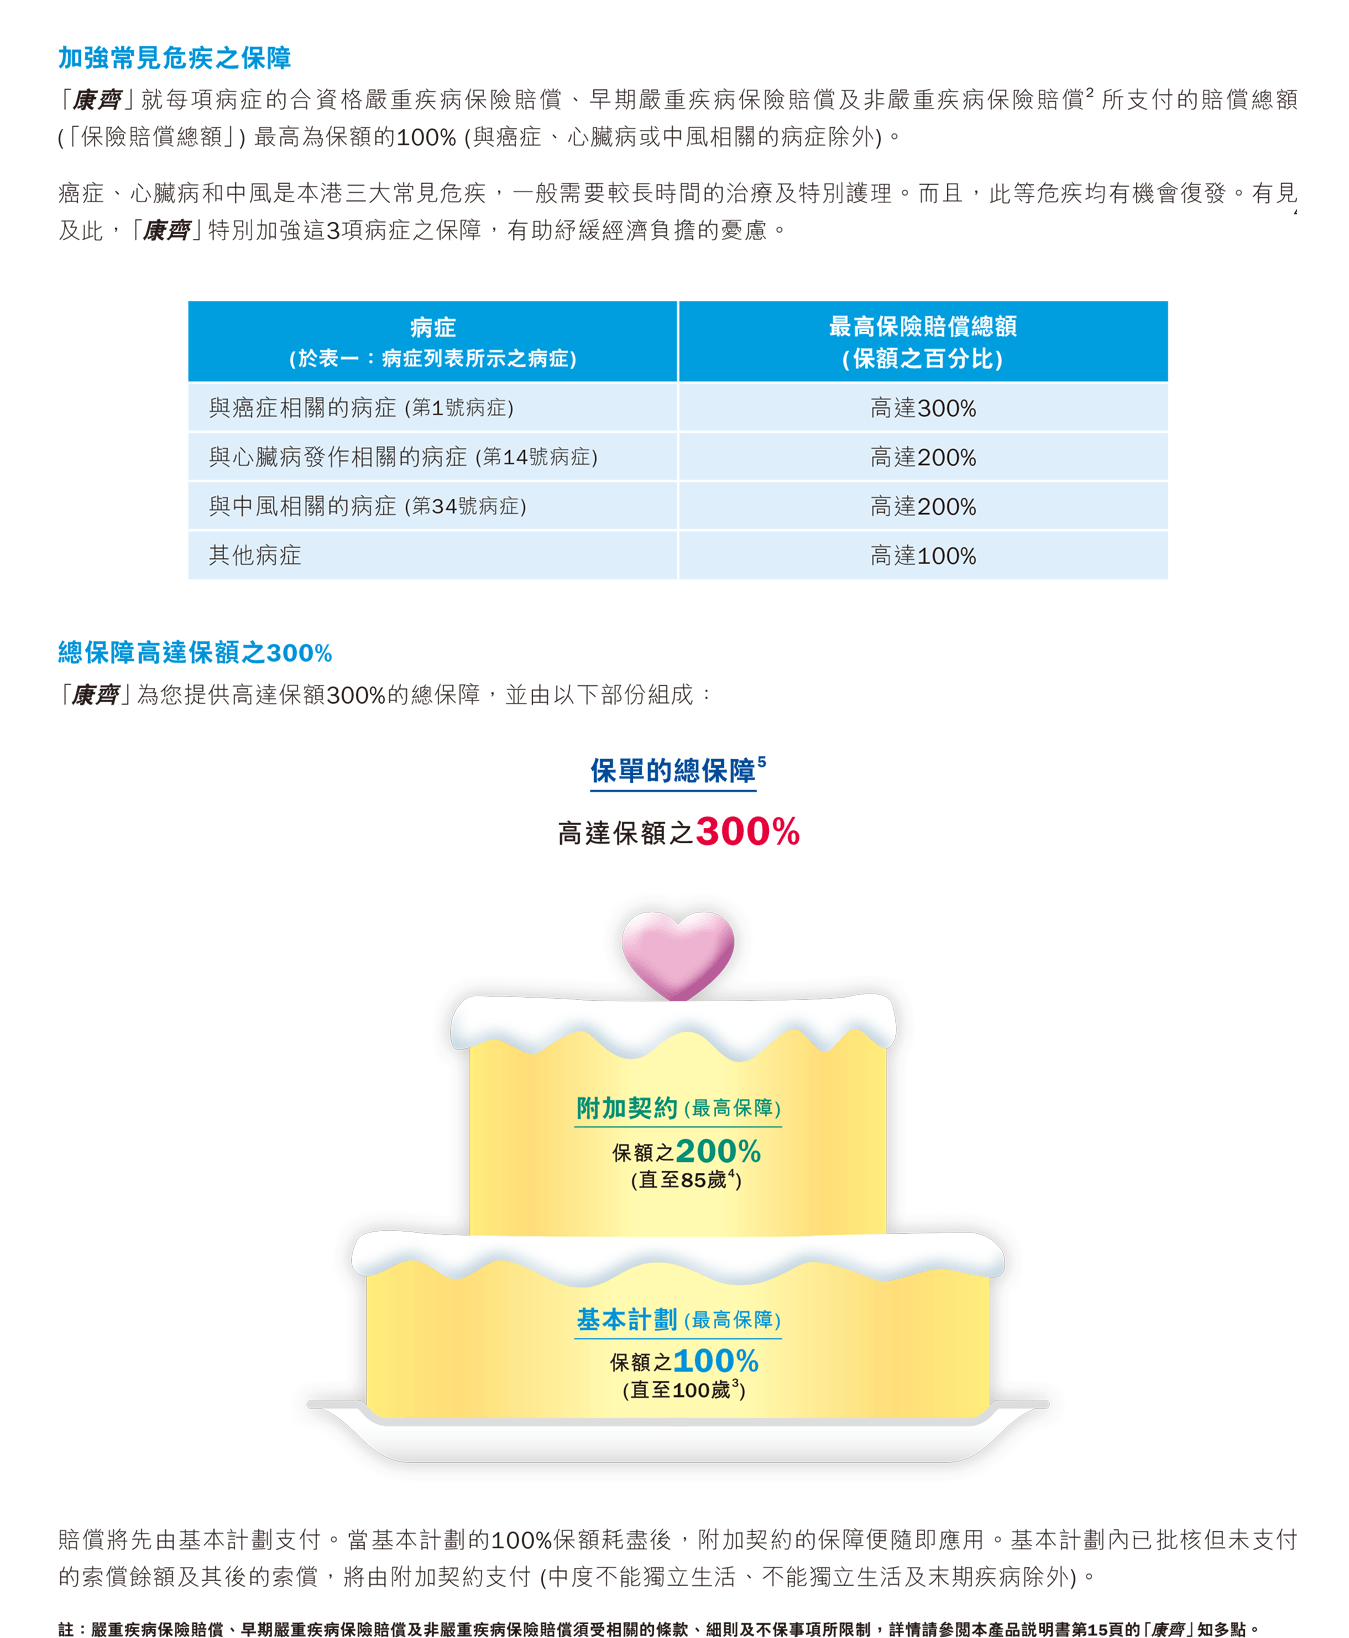 加強常見危疾之保障
「康齊」就每項病症的合資格嚴重疾病保險賠償、早期嚴重疾病保險賠償及非嚴重疾病保險賠償² 所支付的賠償總額
(「保險賠償總額」) 最高為保額的100% (與癌症、心臟病或中風相關的病症除外)。
癌症、心臟病和中風是本港三大常見危疾，一般需要較長時間的治療及特別護理。而且，此等危疾均有機會復發。有見
及此，「康齊」特別加強這3項病症之保障，有助紓緩經濟負擔的憂慮。
病症
(於表一：病症列表所示之病症)
最高保險賠償總額
(保額之百分比)
與癌症相關的病症 (第1號病症)
高達300%
與心臟病發作相關的病症 (第14號病症)
高達200%
與中風相關的病症 (第34號病症)
高達200%
其他病症
高達100%
總保障高達保額之300%
「康齊」為您提供高達保額300%的總保障，並由以下部份組成：
保單的總保障⁵
高達保額之300%
附加契約 (最高保障)
保額之200%
(直至85歲⁴)
基本計劃 (最高保障)
保額之100%
(直至100歲³)
賠償將先由基本計劃支付。當基本計劃的100%保額耗盡後，附加契約的保障便隨即應用。基本計劃內已批核但未支付
的索償餘額及其後的索償，將由附加契約支付 (中度不能獨立生活、不能獨立生活及末期疾病除外)。
註：嚴重疾病保險賠償、早期嚴重疾病保險賠償及非嚴重疾病保險賠償須受相關的條款、細則及不保事項所限制，詳情請參閱本產品説明書第15頁的「康齊」知多點。